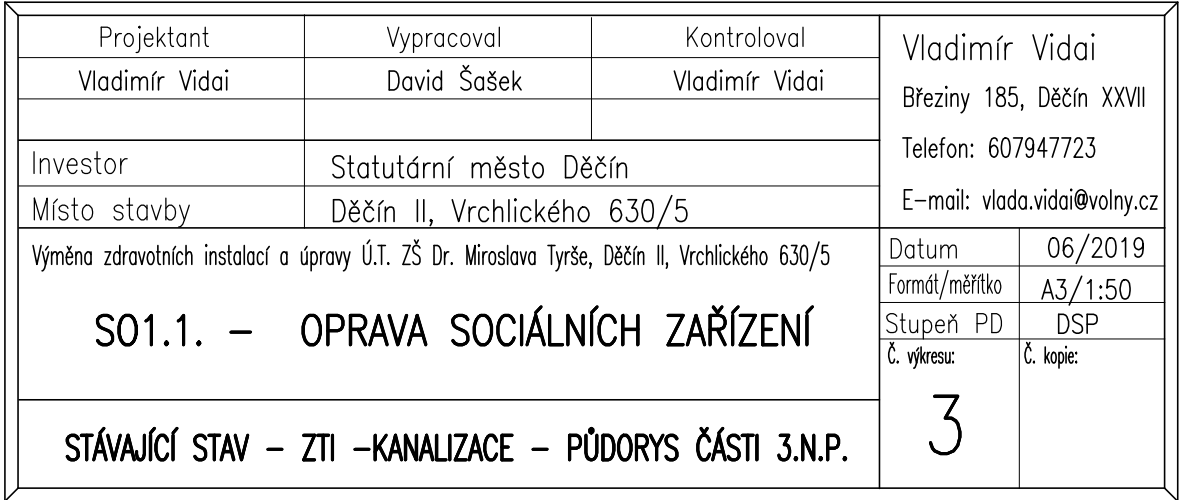 Projektant Vypracoval Kontroloval
Vladimír Vidai David Šašek Vladimír Vidai
Investor Statutární město Děčín
Místo stavby Děčín II, Vrchlického 630/5
Vladimír Vidai
Březiny 185, Děčín XXVII
Telefon: 607947723
E-mail: vlada.vidai@volny.cz
Výměna zdravotních instalací a úpravy Ú.T. ZŠ Dr. Miroslava Tyrše, Děčín II, Vrchlického 630/5
SO1.1. - OPRAVA SOCIÁLNÍCH ZAŘÍZENÍ
STÁVAJÍCÍ STAV - ZTI -KANALIZACE - PŮDORYS ČÁSTI 3.N.P.
Datum 06/2019
Formát/měřítko A3/1:50
Stupeň PD DSP
Č. výkresu: Č. kopie:
3